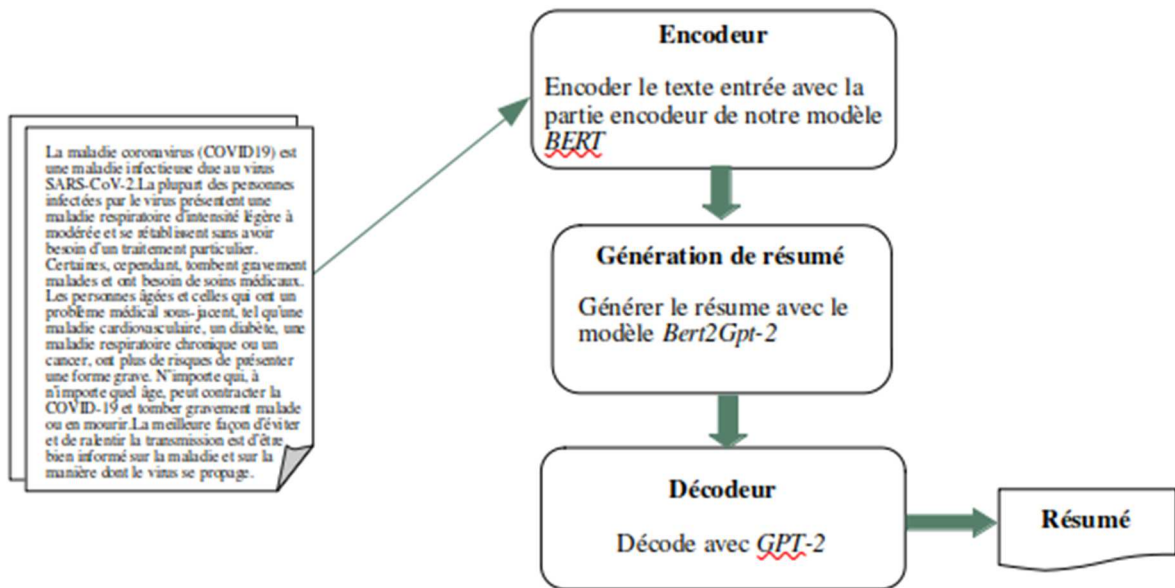 La maladie coronavirus (COVID19) est
une maladie infectieuse due au virus
SARS-CoV-2.La plupart des personnes
infectées par le virus présentent une
maladie respiratoire d'intensité légère à
modérée et se rétablissent sans avoir
besoin d'un traitement particulier.
Certaines, cependant, tombent gravement
malades et ont besoin de soins médicaux.
Les personnes âgées et celles qui ont un
problème médical sous-jacent, tel qu'une
maladie cardiovasculaire, un diabète, une
maladie respiratoire chronique ou un
cancer, ont plus de risques de présenter
une forme grave. N'importe qui, à
n'importe quel âge, peut contracter la
COVID-19 et tomber gravement malade
ou en mourir.La meilleure façon d'éviter
et de ralentir la transmission est d'être
bien informé sur la maladie et sur la
manière dont le virus se propage.
Encodeur
Encoder le texte entrée avec la
partie encodeur de notre modèle
BERT
Génération de résumé
Générer le résume avec le
modèle Bert2Gpt-2
Décodeur
Décode avec GPT-2
Résumé